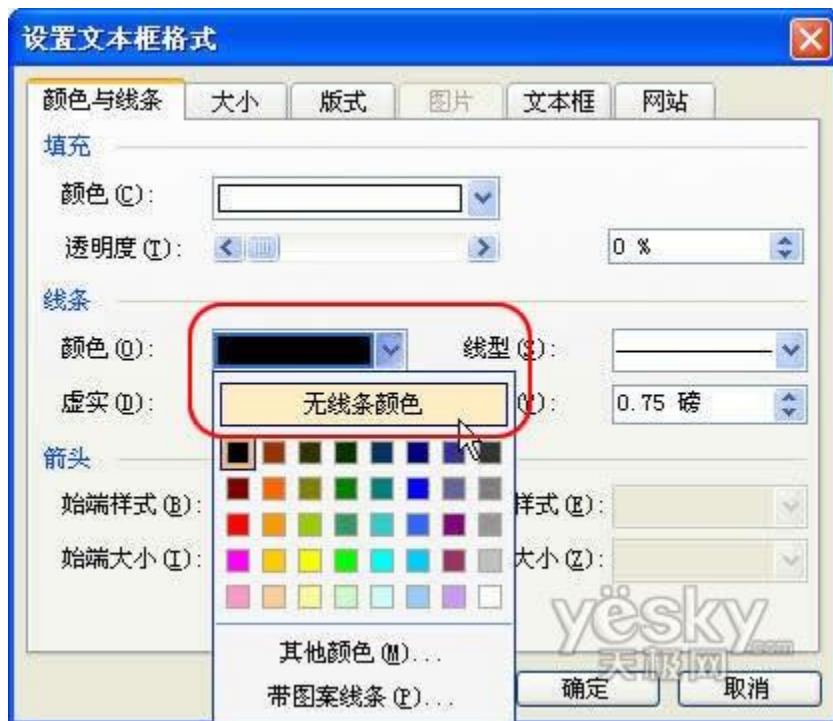 设置文本框格式
颜色与线条 大小 版式 图片 文本框 网站
填充
颜色(C):
透明度(T): 0 %
线条
颜色(O): 线型(S):
无线条颜色
虚实(D): (Y): 0.75 磅
箭头
始端样式(B): 样式(E):
始端大小(I): 大小(Z):
其他颜色(M)...
带图案线条(P)...
yësky.com
天极网
确定 取消